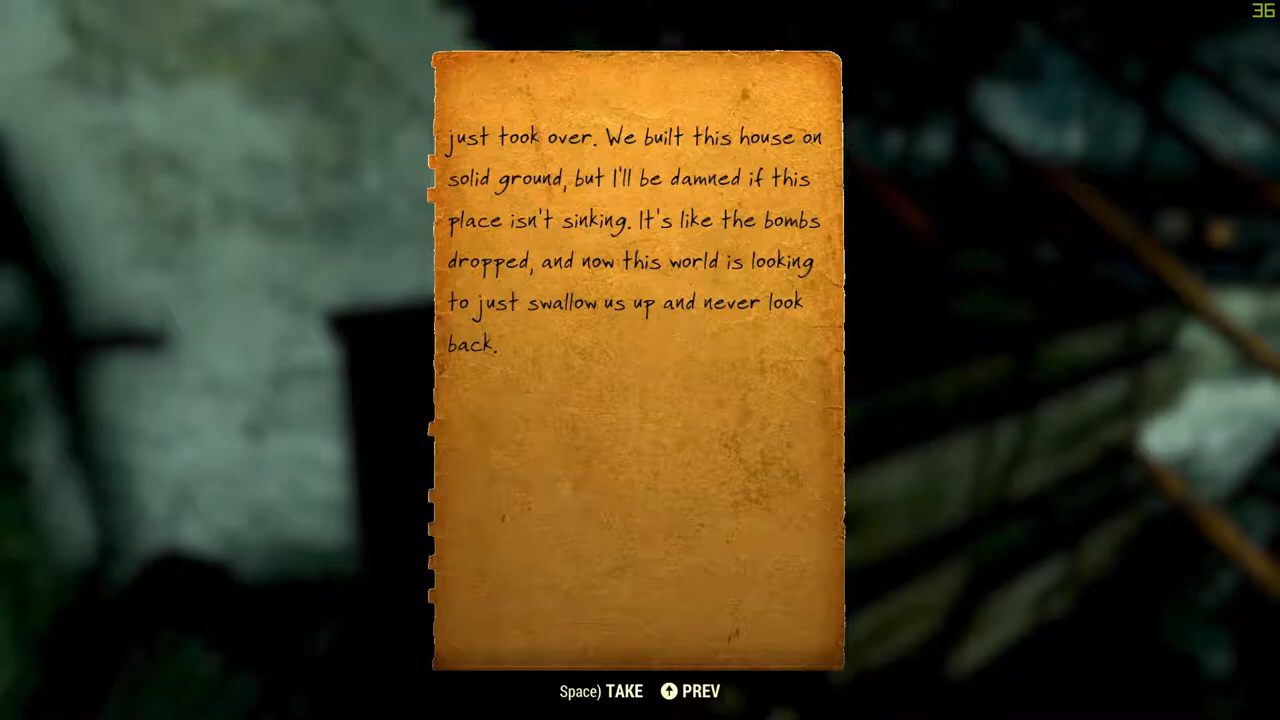 36
just took over. We built this house on
solid ground, but I'll be damned if this
place isn't sinking. It's like the bombs
dropped, and now this world is looking
to just swallow us up and never look
back.
Space) TAKE PREV